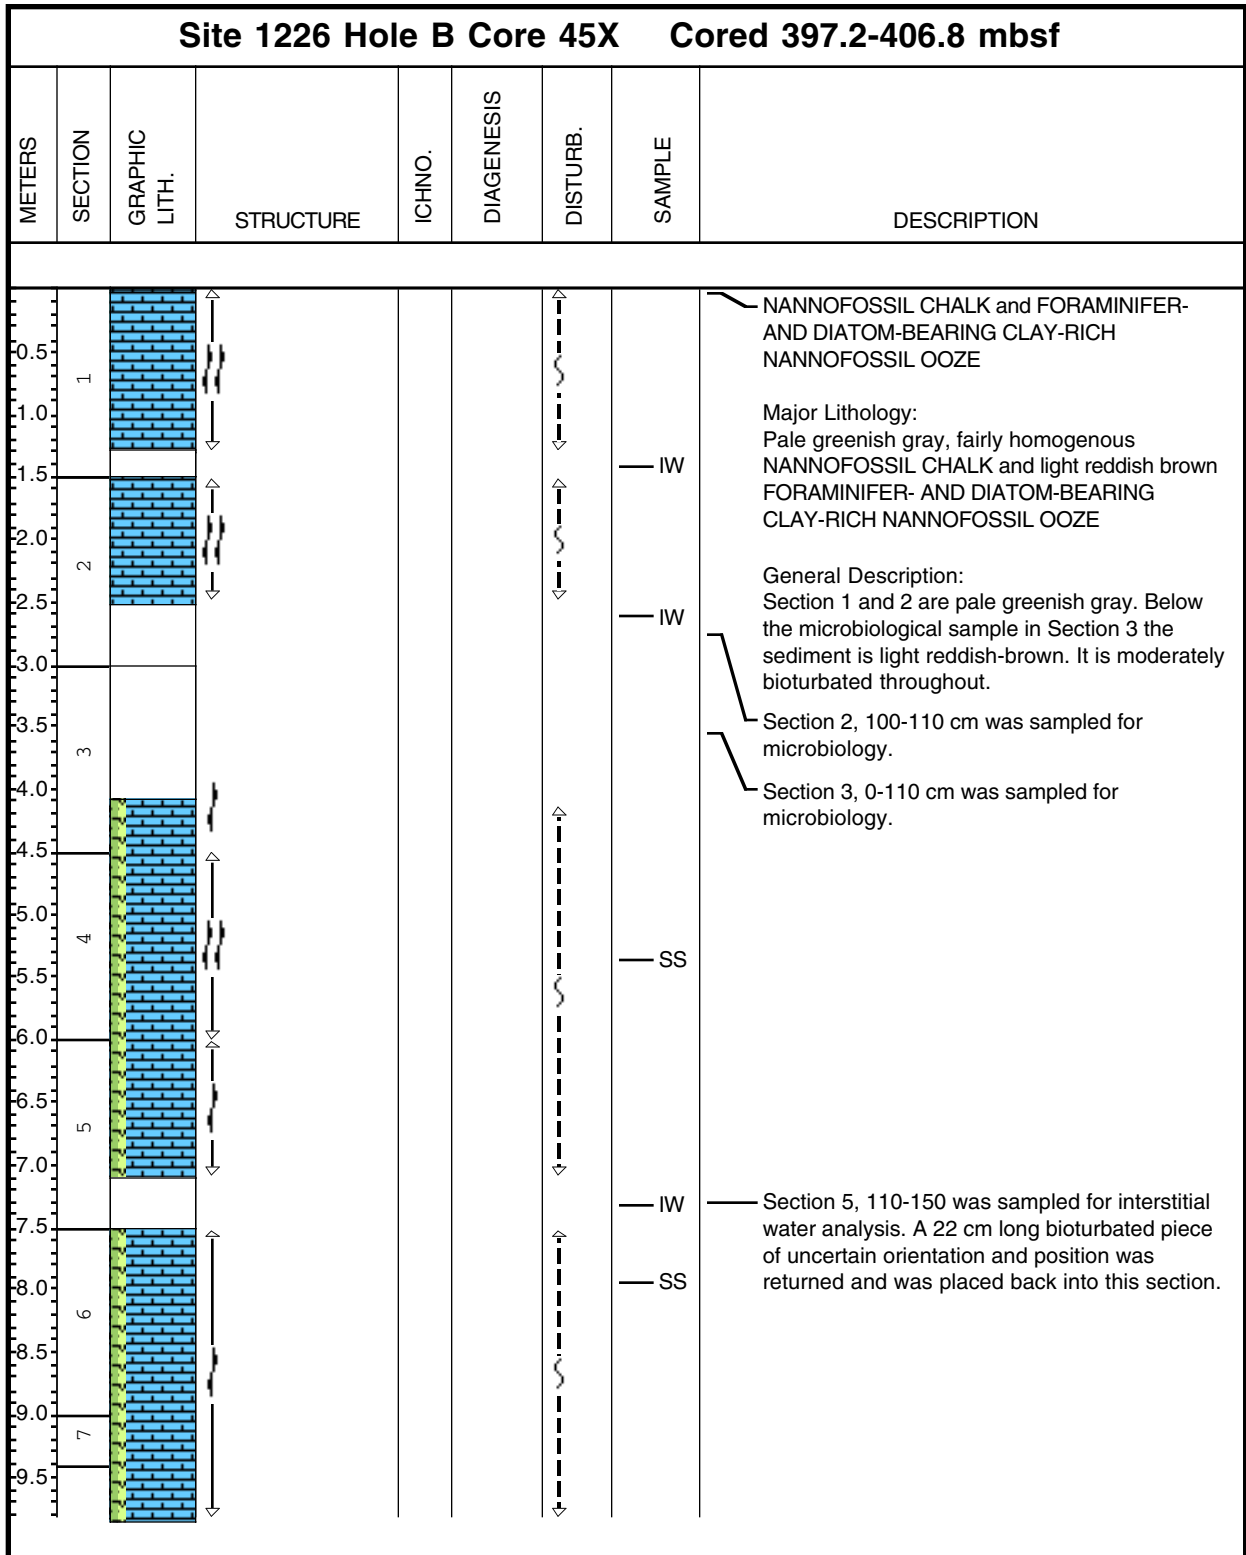 Site 1226 Hole B Core 45X Cored 397.2-406.8 mbsf
METERS
SECTION
GRAPHIC
LITH.
STRUCTURE
ICHNO.
DIAGENESIS
DISTURB.
SAMPLE
DESCRIPTION
NANNOFOSSIL CHALK and FORAMINIFER-
AND DIATOM-BEARING CLAY-RICH
NANNOFOSSIL OOZE
0.5
1
1.0
Major Lithology:
Pale greenish gray, fairly homogenous
NANNOFOSSIL CHALK and light reddish brown
FORAMINIFER- AND DIATOM-BEARING
CLAY-RICH NANNOFOSSIL OOZE
IW
1.5
2.0
2
General Description:
Section 1 and 2 are pale greenish gray. Below
the microbiological sample in Section 3 the
sediment is light reddish-brown. It is moderately
bioturbated throughout.
2.5
IW
3.0
Section 2, 100-110 cm was sampled for
microbiology.
3.5
3
4.0
Section 3, 0-110 cm was sampled for
microbiology.
4.5
5.0
4
SS
5.5
6.0
6.5
5
7.0
IW
Section 5, 110-150 was sampled for interstitial
water analysis. A 22 cm long bioturbated piece
of uncertain orientation and position was
returned and was placed back into this section.
7.5
SS
8.0
6
8.5
9.0
7
9.5